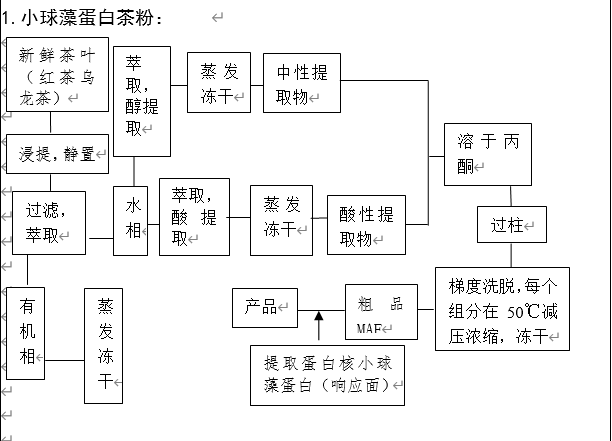 1.小球藻蛋白茶粉：
新鲜茶叶
（红茶乌
龙茶）
浸提，静置
过滤，
萃取
有
机
相
蒸
发
冻
干
萃
取，
醇提
取
水
相
蒸发
冻干
中性提
取物
萃取，
酸提
取
蒸发
冻干
酸性提
取物
溶于丙
酮
过柱
梯度洗脱，每个
组分在 50℃减
压浓缩，冻干
粗品
MAF
产品
提取蛋白核小球
藻蛋白（响应面）